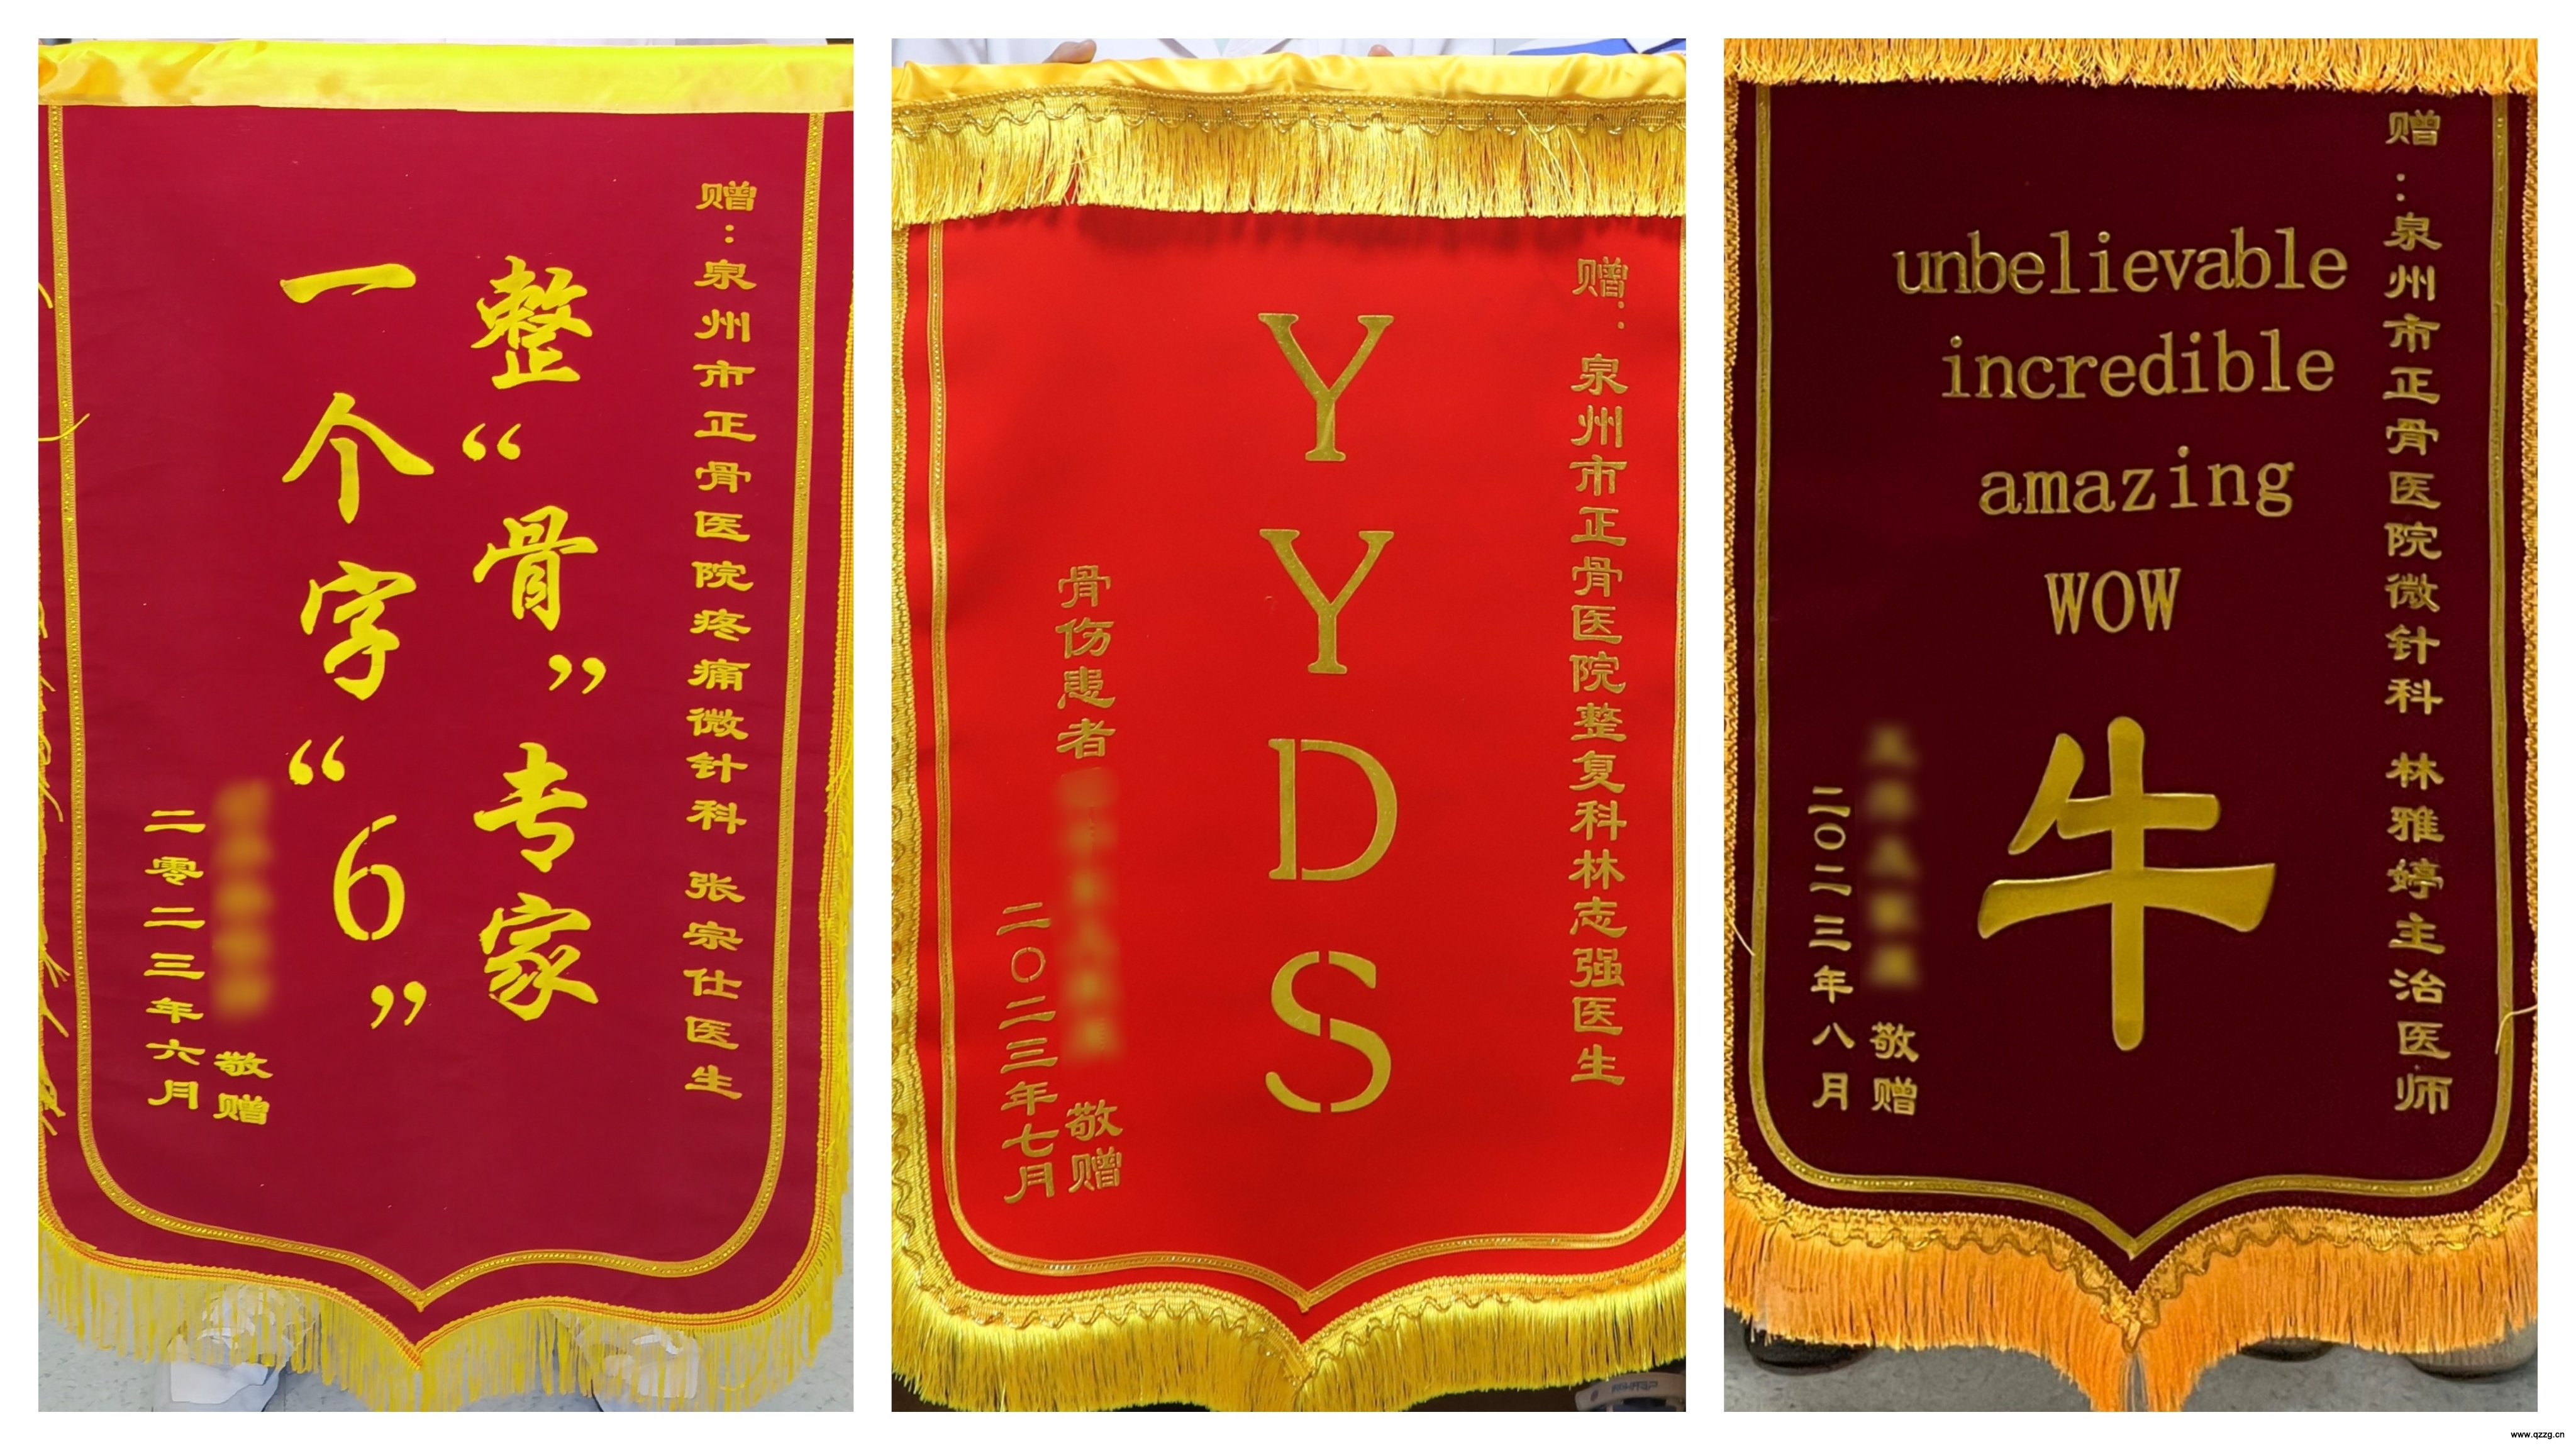 赠：泉州市正骨医院疼痛微针科 张宗仕医生
整“骨”专家
一个字“6”
敬赠
二零二三年六月
赠：泉州市正骨医院整复科林志强医生
YYDS
骨伤患者
敬赠
二〇二三年七月
赠：泉州市正骨医院微针科 林雅婷主治医师
unbelievable
incredible
amazing
WOW
牛
敬赠
二〇二三年八月
www.qzzg.cn